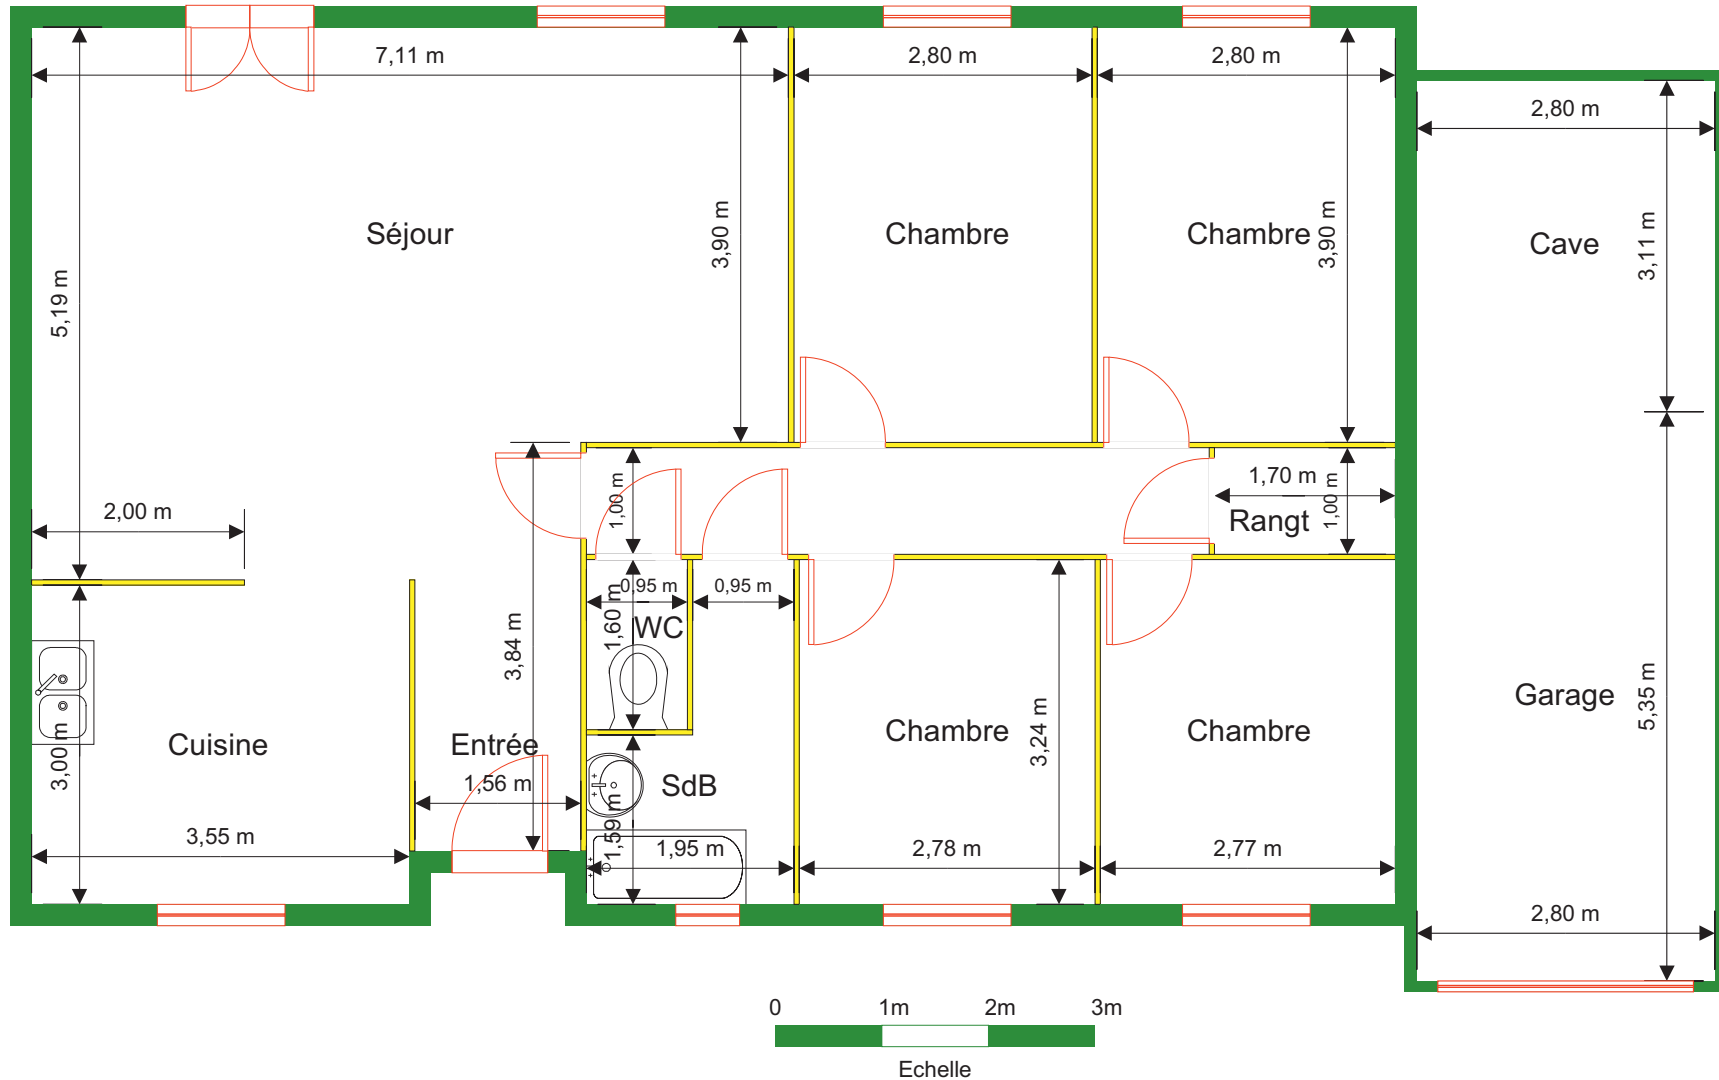 7,11 m
2,80 m
2,80 m
2,80 m
5,19 m
3,90 m
3,90 m
3,11 m
Séjour
Chambre
Chambre
Cave
2,00 m
1,00 m
1,70 m
1,00 m
Rangt
0,95 m
0,95 m
1,60 m
WC
3,84 m
3,00 m
Cuisine
Entrée
1,56 m
SdB
Chambre
3,24 m
Chambre
Garage
5,35 m
3,55 m
1,59 m
1,95 m
2,78 m
2,77 m
2,80 m
0
1m
2m
3m
Echelle